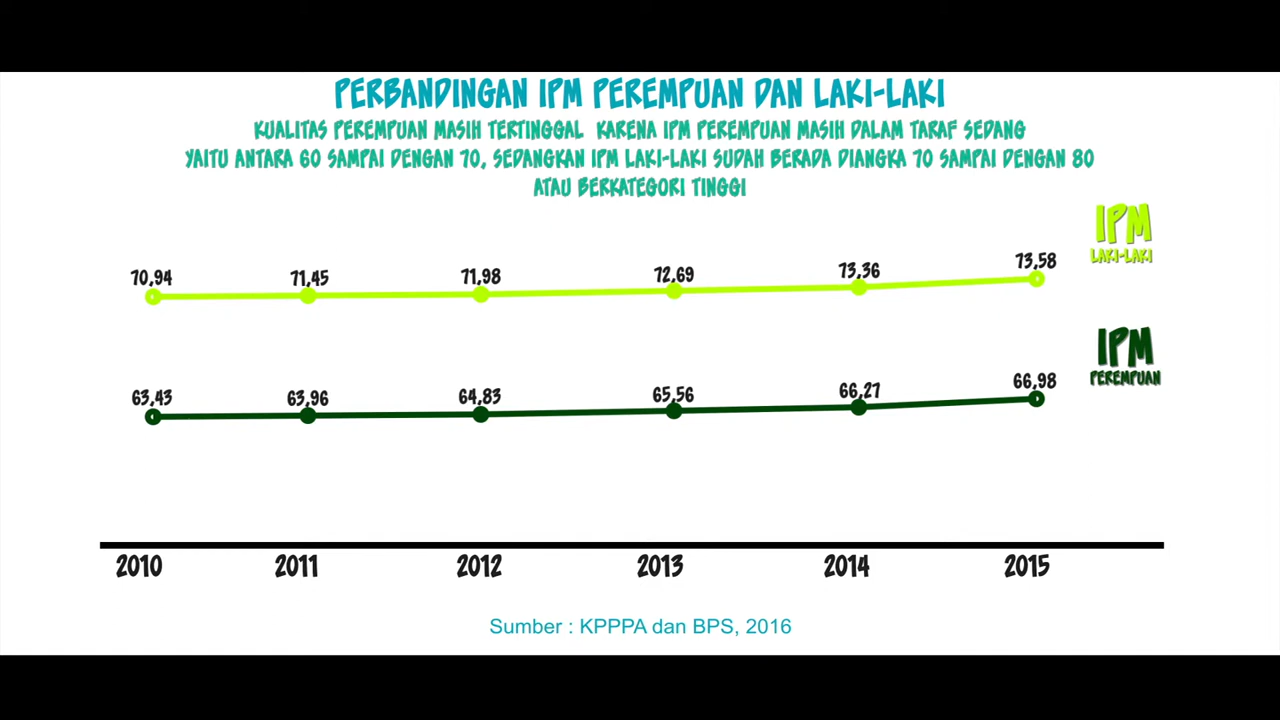 PERBANDINGAN IPM PEREMPUAN DAN LAKI-LAKI
KUALITAS PEREMPUAN MASIH TERTINGGAL KARENA IPM PEREMPUAN MASIH DALAM TARAF SEDANG
YAITU ANTARA 60 SAMPAI DENGAN 70, SEDANGKAN IPM LAKI-LAKI SUDAH BERADA DIANGKA 70 SAMPAI DENGAN 80
ATAU BERKATEGORI TINGGI
IPM
LAKI-LAKI
70,94 71,45 71,98 72,69 73,36 73,58
IPM
PEREMPUAN
63,43 63,96 64,83 65,56 66,27 66,98
2010 2011 2012 2013 2014 2015
Sumber : KPPPA dan BPS, 2016